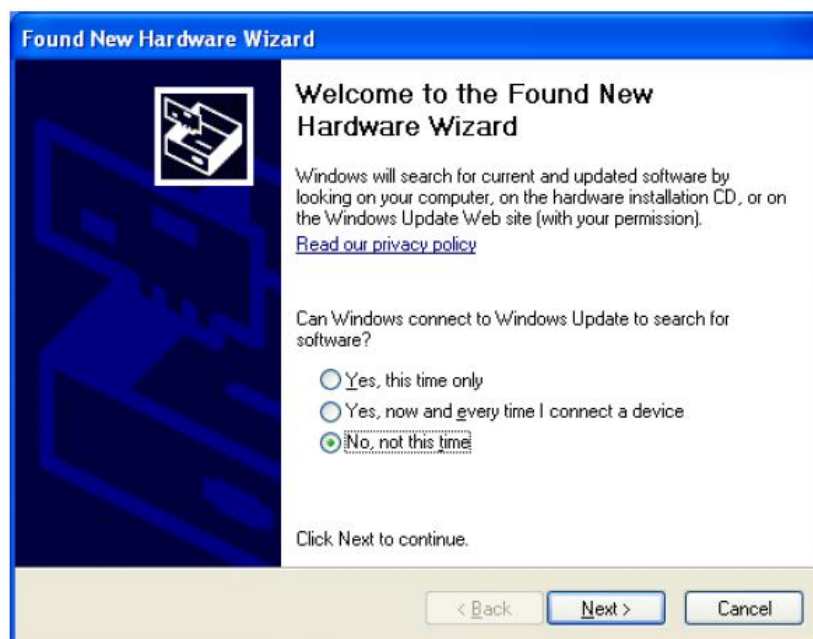 Found New Hardware Wizard
Welcome to the Found New
Hardware Wizard
Windows will search for current and updated software by
looking on your computer, on the hardware installation CD, or on
the Windows Update Web site (with your permission).
Read our privacy policy
Can Windows connect to Windows Update to search for
software?
Yes, this time only
Yes, now and every time I connect a device
No, not this time
Click Next to continue.
< Back Next > Cancel